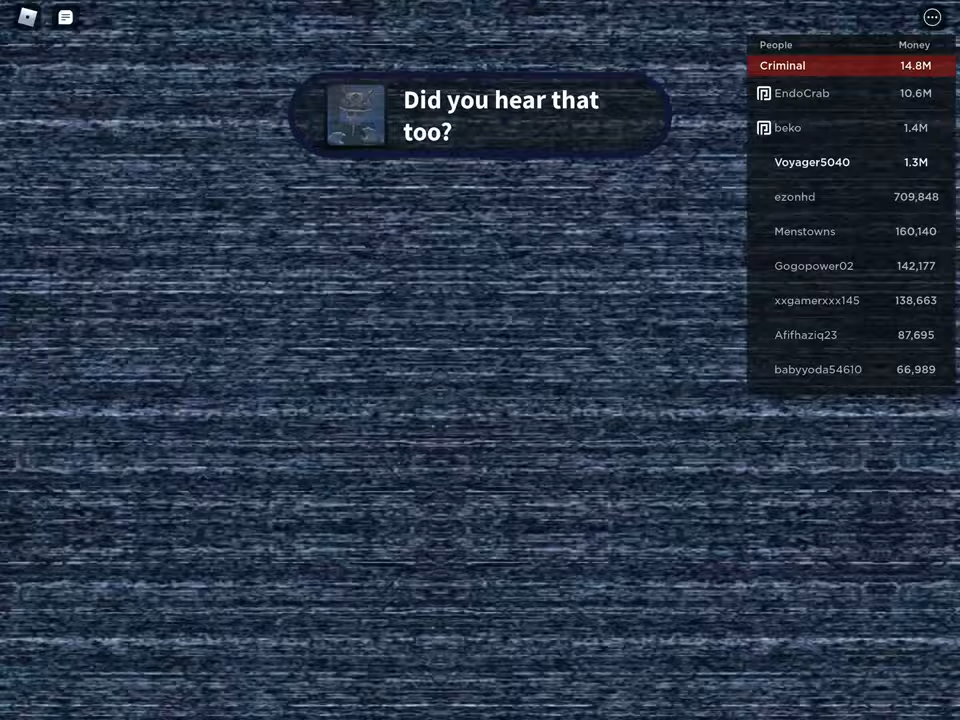 People Money
Criminal 14.8M
EndoCrab 10.6M
beko 1.4M
Voyager5040 1.3M
ezonhd 709,848
Menstowns 160,140
Gogopower02 142,177
xxgamerxxx145 138,663
Afifhaziq23 87,695
babyyoda54610 66,989
Did you hear that
too?